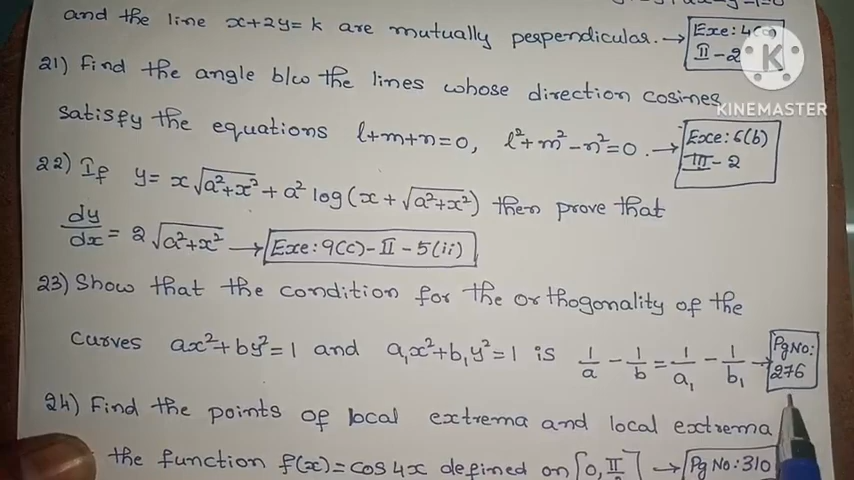 and the line x+2y=k are mutually perpendicular. → Exe: 4(a)
II-2
K
KINEMASTER
21) Find the angle b/w the lines whose direction cosines
satisfy the equations l+m+n=0, l²+m²-n²=0. → Exe: 6(b)
III-2
22) If y= x√(a²+x²) + a² log(x+√(a²+x²)) then prove that
dy/dx = 2√(a²+x²) → Exe: 9(c)-II-5(ii)
23) Show that the condition for the orthogonality of the
curves ax²+by²=1 and a₁x²+b₁y²=1 is 1/a - 1/b = 1/a₁ - 1/b₁ → Pg No: 276
24) Find the points of local extrema and local extrema
the function f(x)=cos4x defined on → Pg No: 310